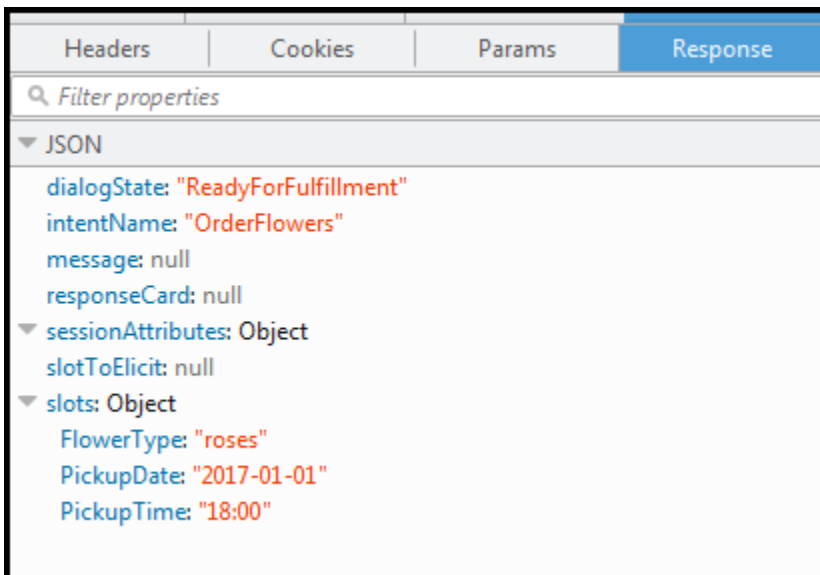 Headers Cookies Params Response
Filter properties
JSON
dialogState: "ReadyForFulfillment"
intentName: "OrderFlowers"
message: null
responseCard: null
sessionAttributes: Object
slotToElicit: null
slots: Object
FlowerType: "roses"
PickupDate: "2017-01-01"
PickupTime: "18:00"